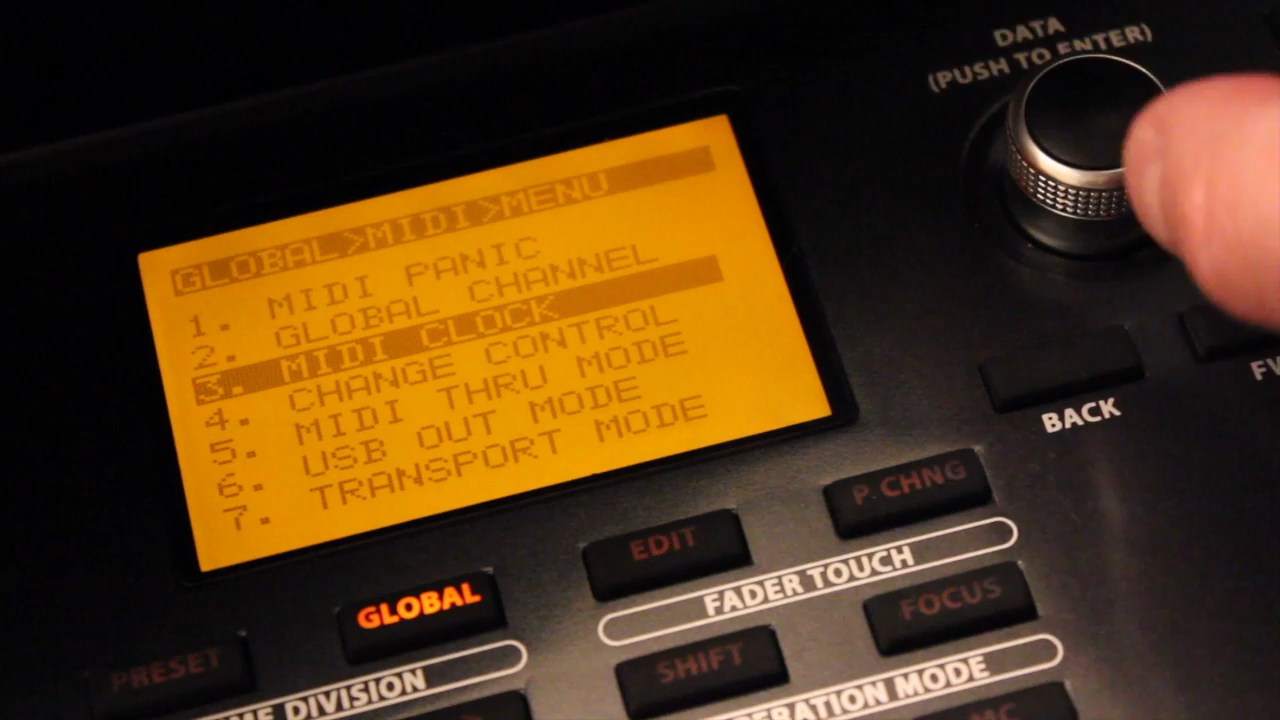 DATA
(PUSH TO ENTER)
GLOBAL>MIDI>MENU
1. MIDI PANIC
2. GLOBAL CHANNEL
3. MIDI CLOCK
4. CHANGE CONTROL
5. MIDI THRU MODE
6. USB OUT MODE
7. TRANSPORT MODE
BACK
P. CHNG
EDIT
FADER TOUCH
GLOBAL
FOCUS
PRESET
SHIFT
DIVISION
MODE